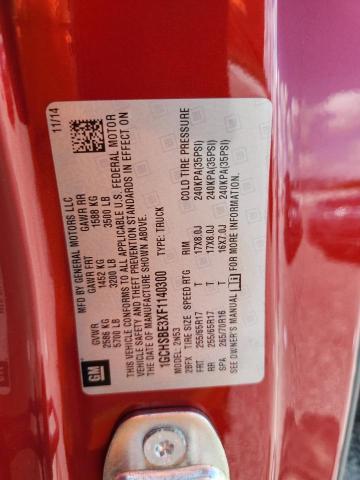 GM
MFD BY GENERAL MOTORS LLC
11/14
GVWR GAWR FRT GAWR RR
2586 KG 1452 KG 1588 KG
5700 LB 3200 LB 3500 LB
THIS VEHICLE CONFORMS TO ALL APPLICABLE U.S. FEDERAL MOTOR
VEHICLE SAFETY AND THEFT PREVENTION STANDARDS IN EFFECT ON
THE DATE OF MANUFACTURE SHOWN ABOVE.
1GCHSBE3XF1140300 TYPE: TRUCK
MODEL: 2N53
2BFX TIRE SIZE SPEED RTG RIM COLD TIRE PRESSURE
FRT 255/65R17 S 17X8.0J 240KPA(35PSI)
RR 255/65R17 S 17X8.0J 240KPA(35PSI)
SPA 265/70R16 T 16X7.0J 240KPA(35PSI)
SEE OWNER'S MANUAL FOR MORE INFORMATION.